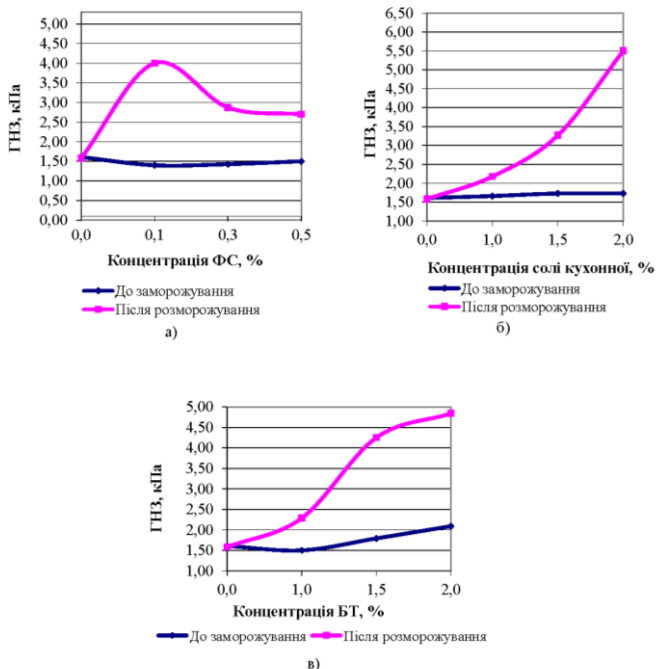 5,00
4,50
4,00
3,50
3,00
2,50
2,00
1,50
1,00
0,50
0,00
ГНЗ, кПа
0,0 0,1 0,3 0,5
Концентрація ФС, %
До заморожування
Після розморожування
а)
6,50
6,00
5,50
5,00
4,50
4,00
3,50
3,00
2,50
2,00
1,50
1,00
ГНЗ, кПа
0,0 1,0 1,5 2,0
Концентрація солі кухонної, %
До заморожування
Після розморожування
б)
5,00
4,50
4,00
3,50
3,00
2,50
2,00
1,50
1,00
ГНЗ, кПа
0,0 1,0 1,5 2,0
Концентрація БТ, %
До заморожування Після розморожування
в)